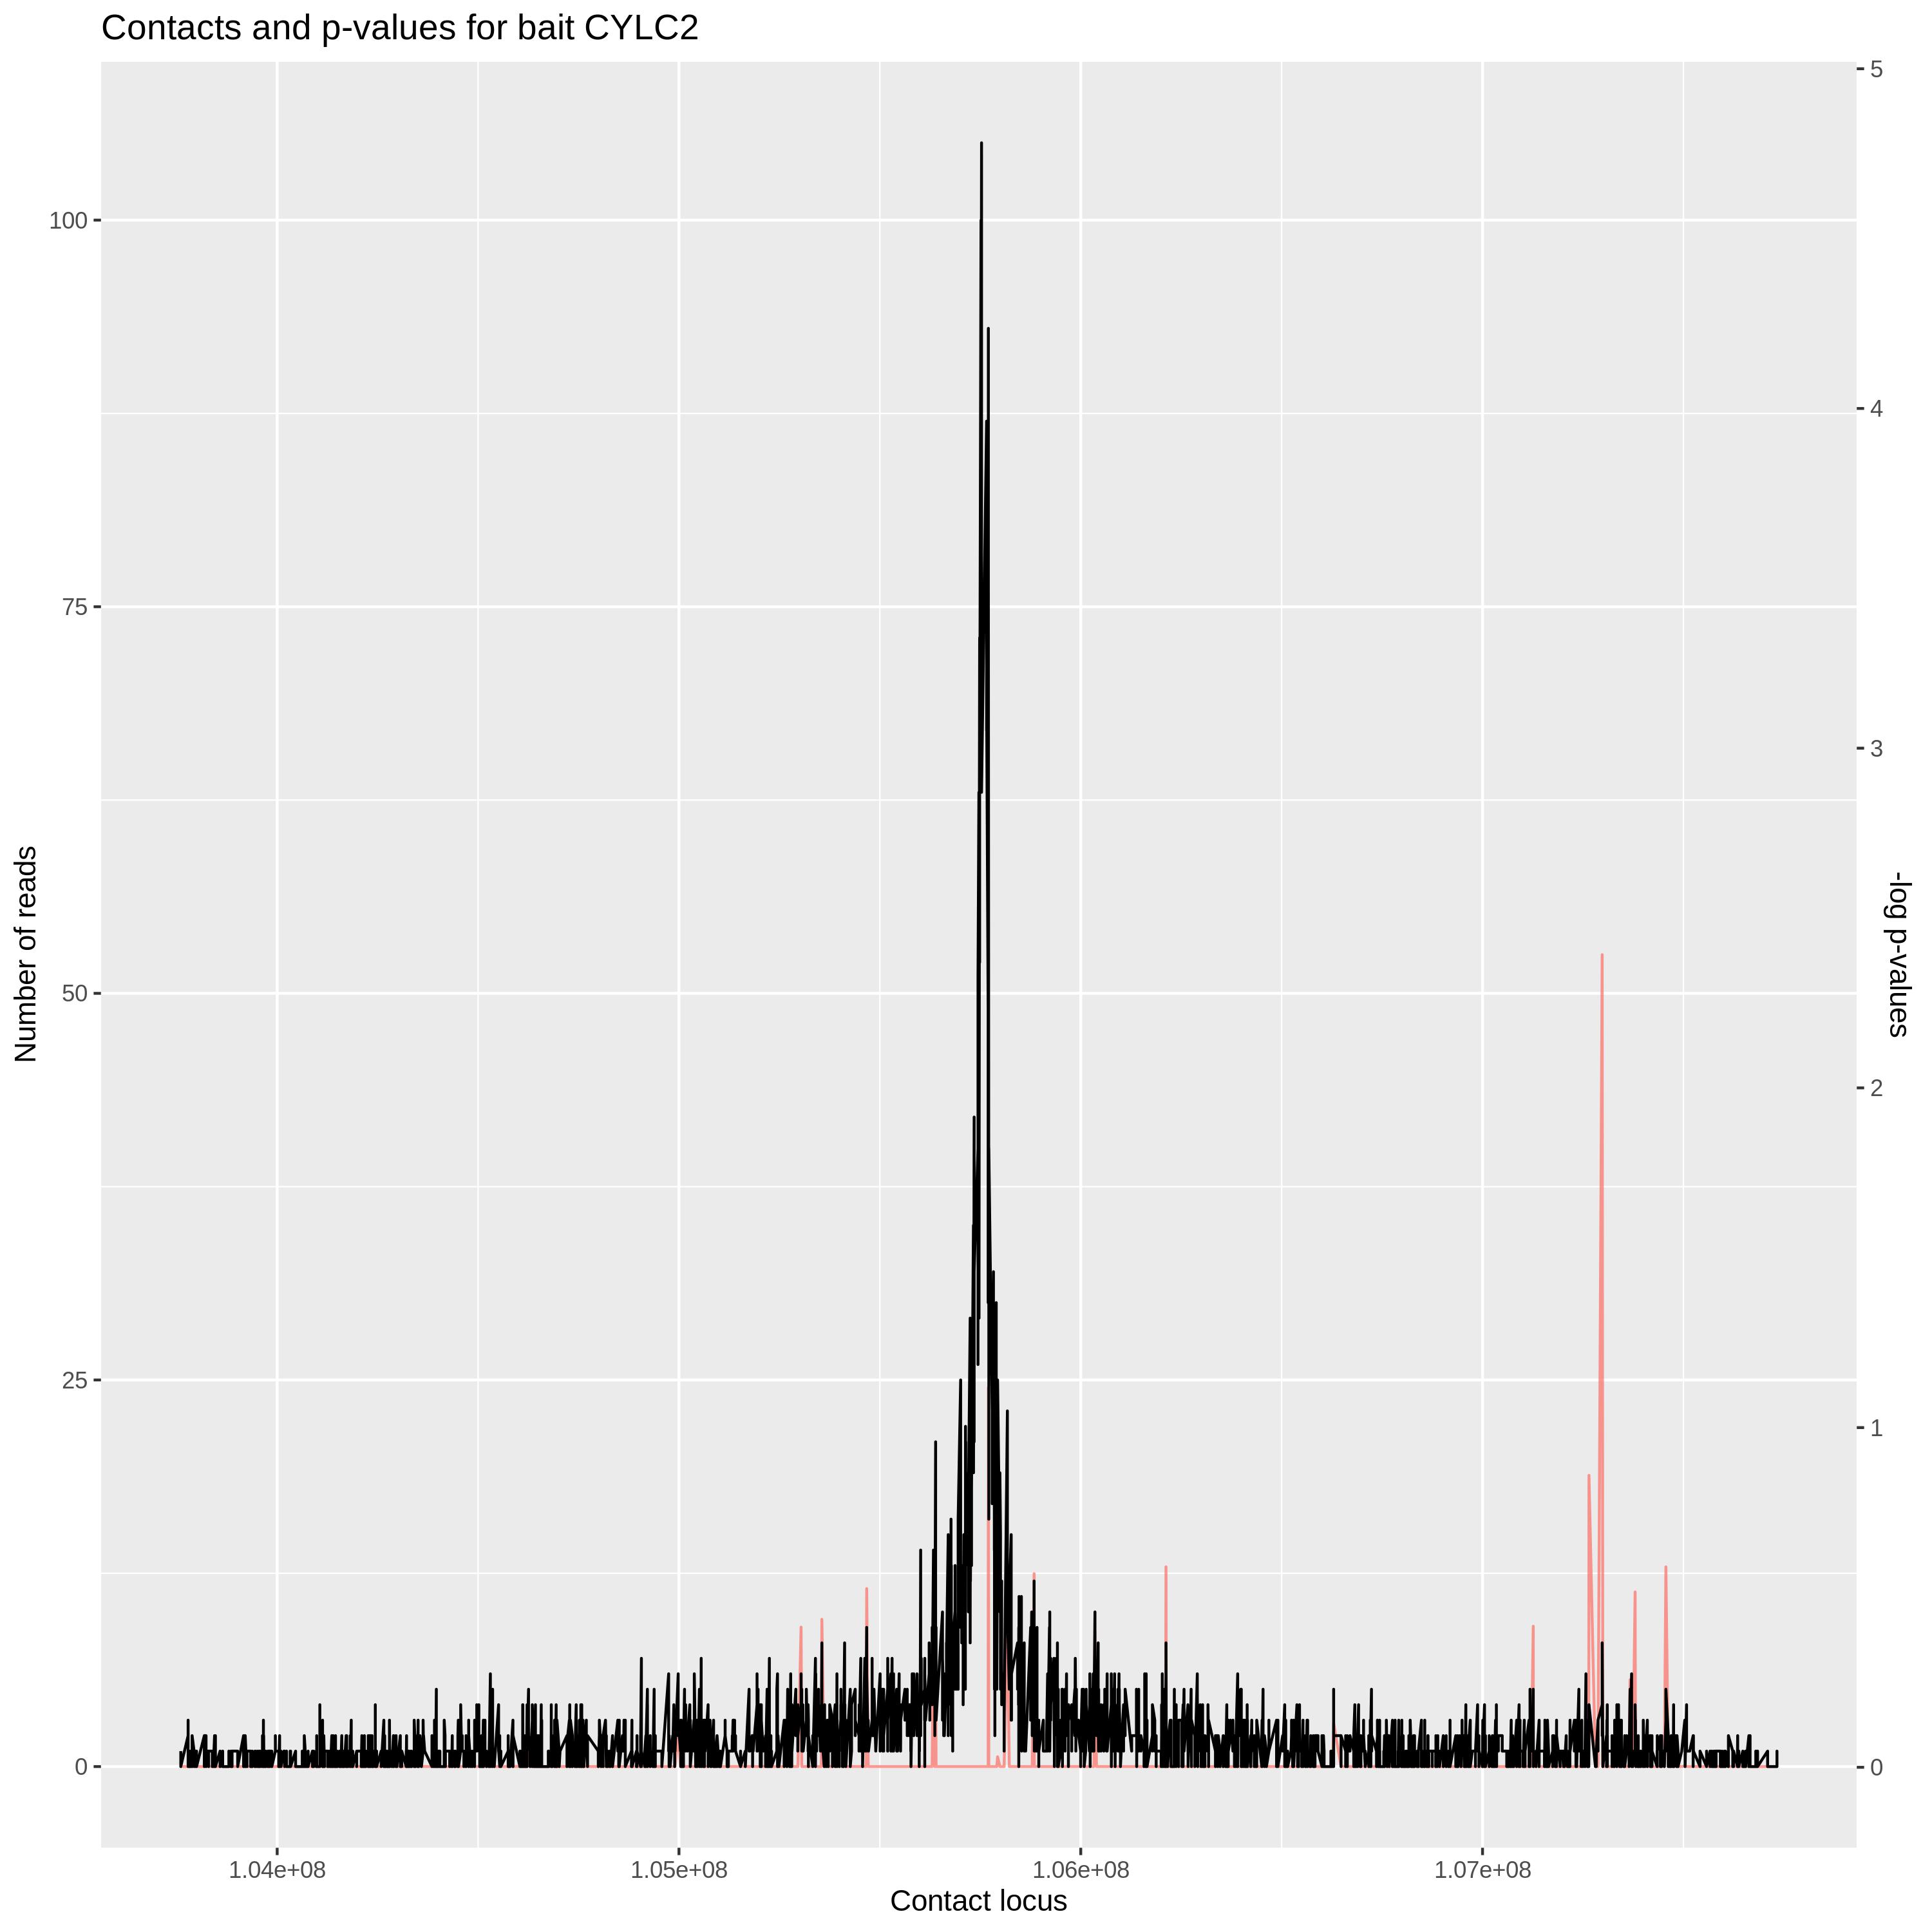 Contacts and p-values for bait CYLC2
Number of reads
100
75
50
25
0
5
4
3
2
1
0
-log p-values
1.04e+08
1.05e+08
1.06e+08
1.07e+08
Contact locus